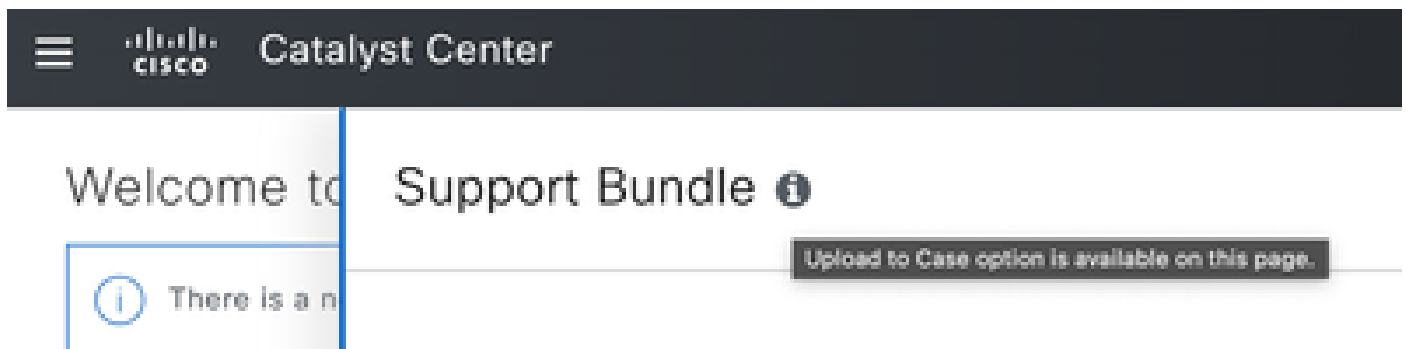 CISCO Catalyst Center
Welcome to
Support Bundle
Upload to Case option is available on this page.
There is a n